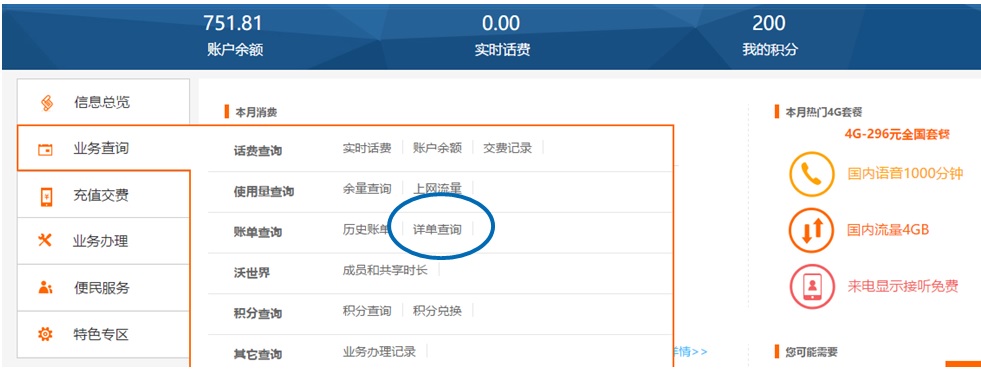 751.81
0.00
200
账户余额
实时话费
我的积分
信息总览
业务查询
充值交费
业务办理
便民服务
特色专区
本月消费
话费查询 实时话费 账户余额 交费记录
使用量查询 余量查询 上网流量
账单查询 历史账单 详单查询
沃世界 成员和共享时长
积分查询 积分查询 积分兑换
其它查询 业务办理记录
详情>>
本月热门4G套餐
4G-296元全国套餐
国内语音1000分钟
国内流量4GB
来电显示接听免费
您可能需要